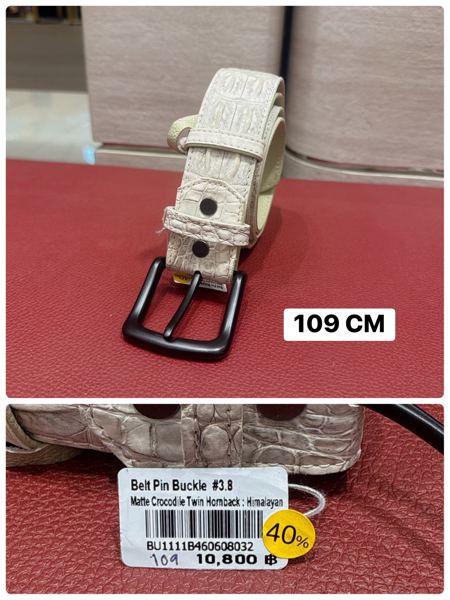 109 CM
Belt Pin Buckle #3.8
Matte Crocodile Twin Hornback : Himalayan
40%
BU1111B460608032
109 10,800 ฿